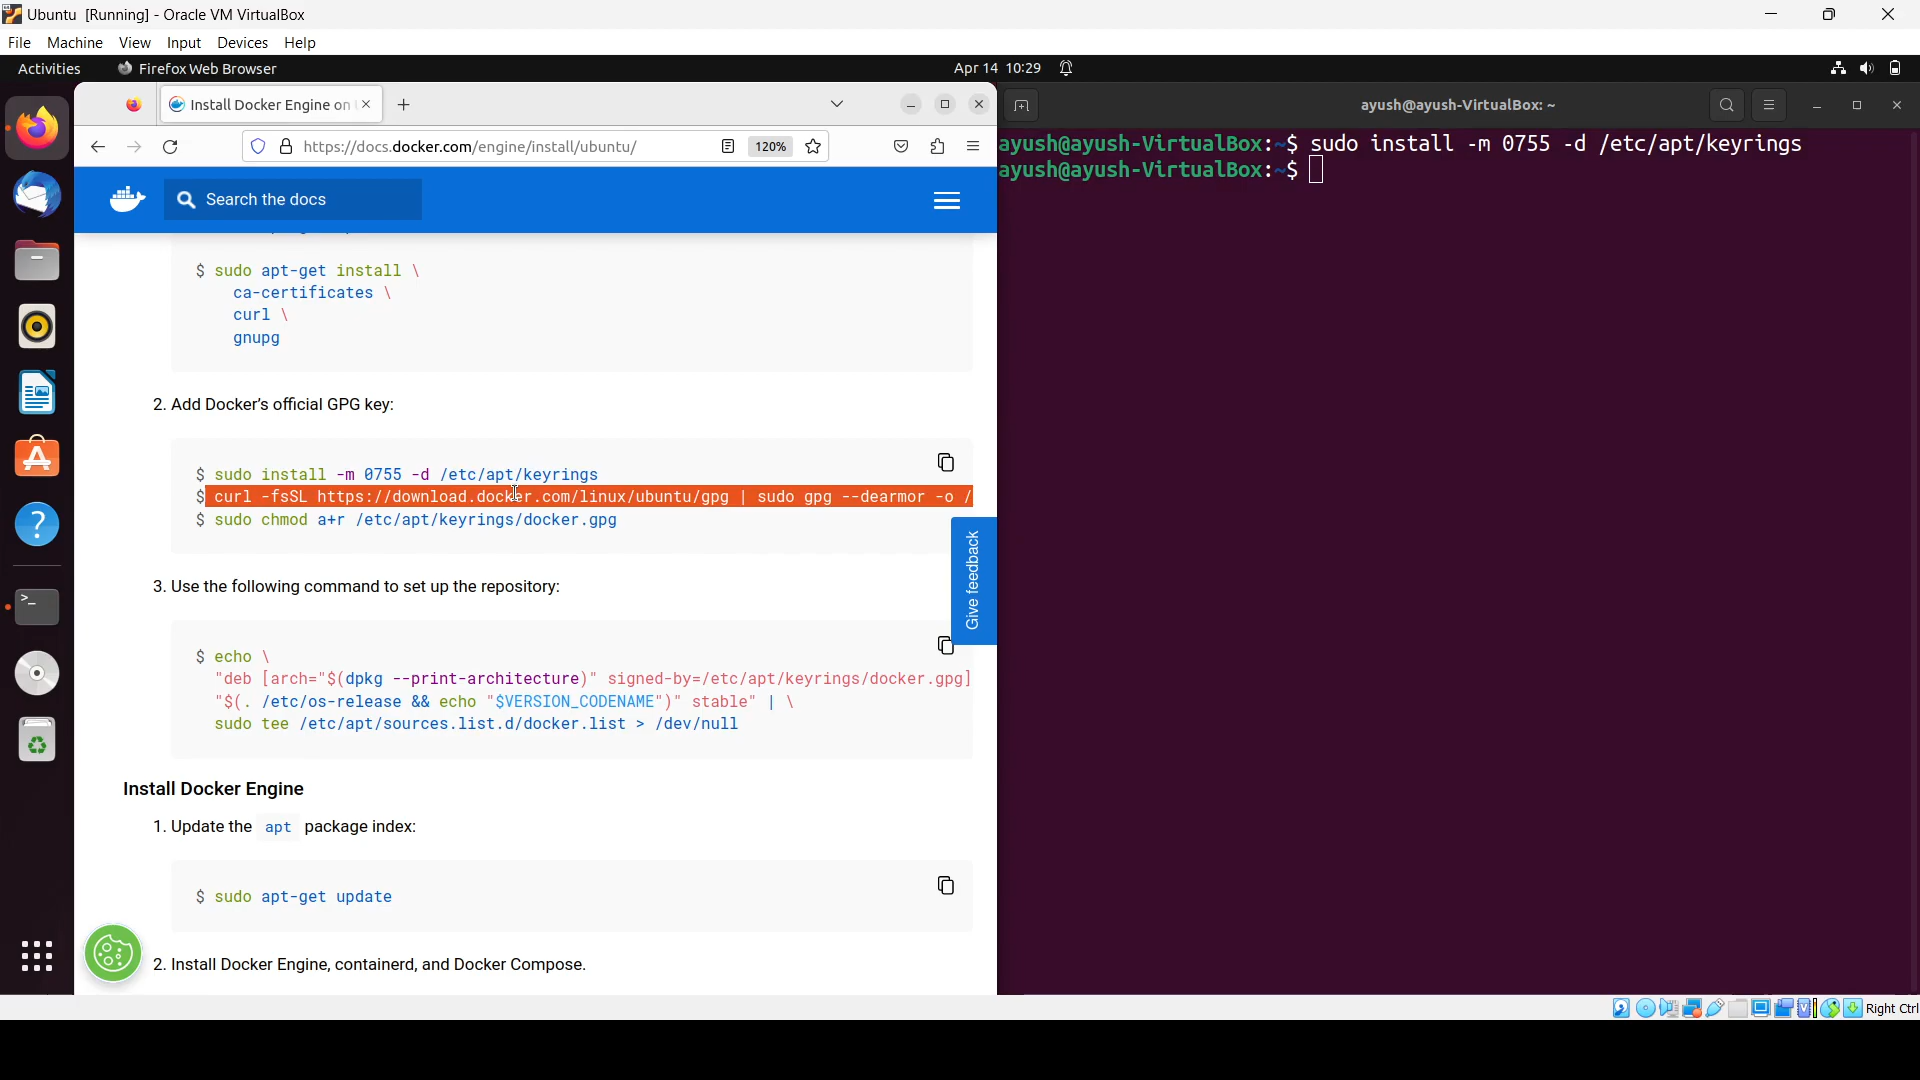 Ubuntu [Running] - Oracle VM VirtualBox
File Machine View Input Devices Help
Activities Firefox Web Browser Apr 14 10:29
Install Docker Engine on
ayush@ayush-VirtualBox: ~
https://docs.docker.com/engine/install/ubuntu/ 120%
ayush@ayush-VirtualBox:~$ sudo install -m 0755 -d /etc/apt/keyrings
ayush@ayush-VirtualBox:~$
Search the docs
$ sudo apt-get install \
ca-certificates \
curl \
gnupg
2. Add Docker’s official GPG key:
$ sudo install -m 0755 -d /etc/apt/keyrings
$ curl -fsSL https://download.docker.com/linux/ubuntu/gpg | sudo gpg --dearmor -o /
$ sudo chmod a+r /etc/apt/keyrings/docker.gpg
Give feedback
3. Use the following command to set up the repository:
$ echo \
"deb [arch="$(dpkg --print-architecture)" signed-by=/etc/apt/keyrings/docker.gpg]
"$(. /etc/os-release && echo "$VERSION_CODENAME")" stable" | \
sudo tee /etc/apt/sources.list.d/docker.list > /dev/null
Install Docker Engine
1. Update the apt package index:
$ sudo apt-get update
2. Install Docker Engine, containerd, and Docker Compose.
Right Ctrl